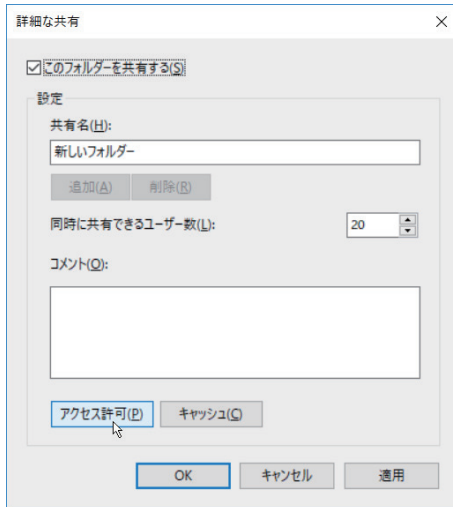 詳細な共有
このフォルダーを共有する(S)
設定
共有名(H):
新しいフォルダー
追加(A) 削除(R)
同時に共有できるユーザー数(L): 20
コメント(O):
アクセス許可(P) キャッシュ(C)
OK キャンセル 適用